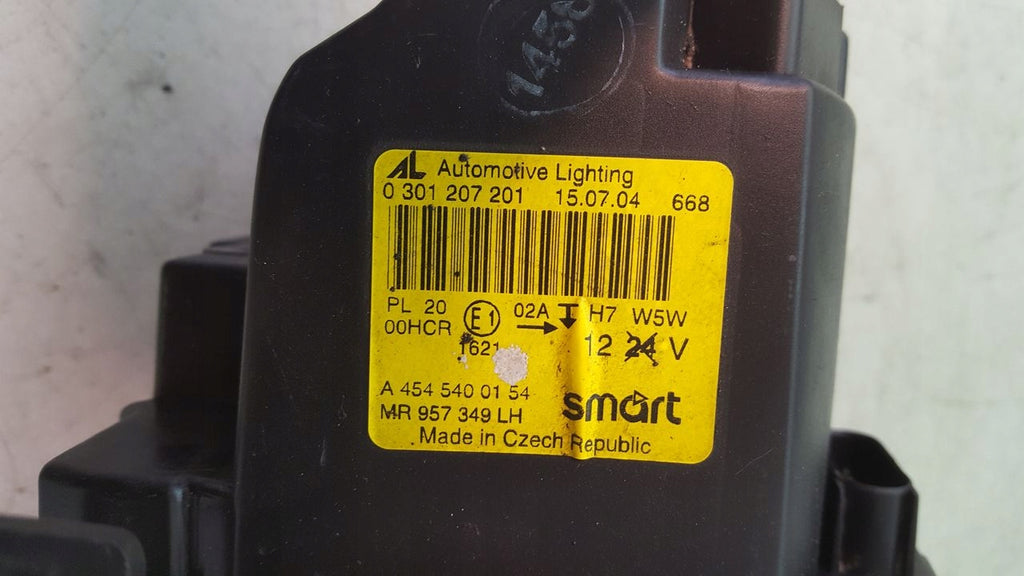 1458
AL Automotive Lighting
0 301 207 201 15.07.04 668
PL 20 E1 02A H7 W5W
00HCR 12 24 V
1621
A 454 540 01 54
MR 957 349 LH smart
Made in Czech Republic